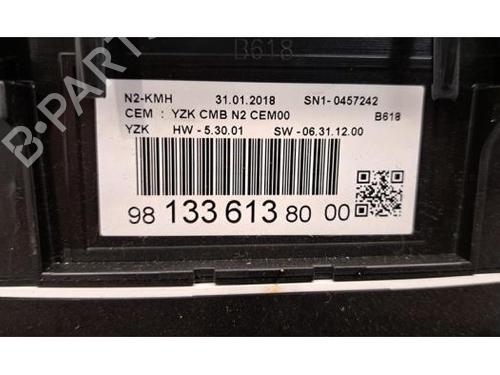 B-PARTS
B618
N2-KMH 31.01.2018 SN1- 0457242
CEM : YZK CMB N2 CEM00 B618
YZK HW - 5.30.01 SW - 06.31.12.00
98 133 613 80 00